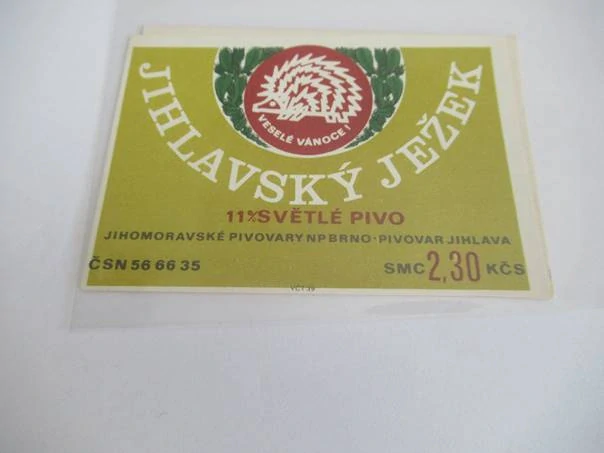 VESELÉ VÁNOCE!
JIHLAVSKÝ JEŽEK
11% SVĚTLÉ PIVO
JIHOMORAVSKÉ PIVOVARY NP BRNO · PIVOVAR JIHLAVA
ČSN 56 66 35 SMC 2,30 KČS